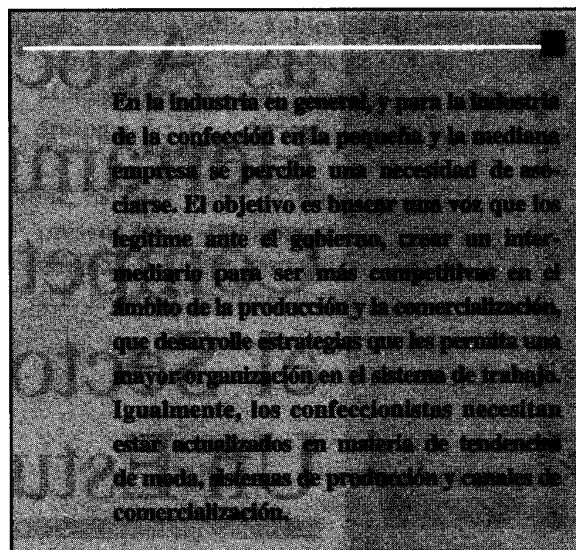 En la industria en general, y para la industria
de la confección en la pequeña y la mediana
empresa se percibe una necesidad de aso-
ciarse. El objetivo es buscar una voz que los
legitime ante el gobierno, crear un inter-
mediario para ser más competitivas en el
ámbito de la producción y la comercialización,
que desarrolle estrategias que les permita una
mayor organización en el sistema de trabajo.
Igualmente, los confeccionistas necesitan
estar actualizados en materia de tendencias
de moda, sistemas de producción y canales de
comercialización.